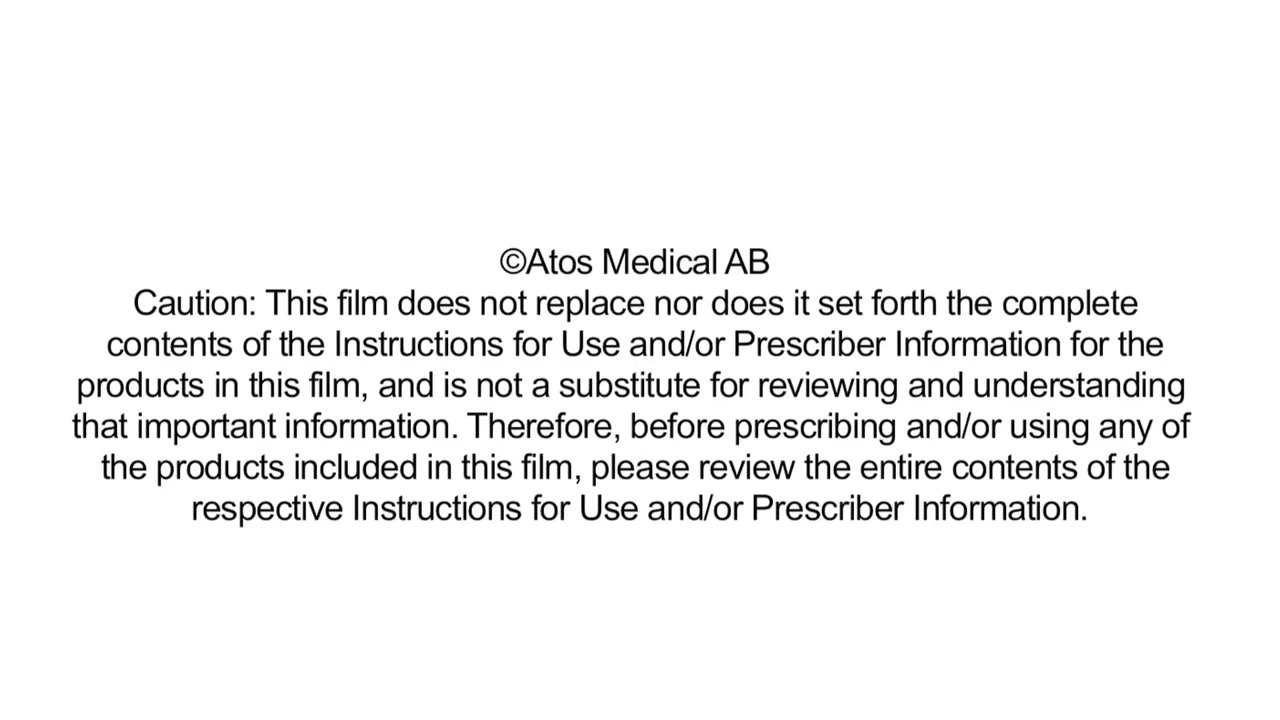 ©Atos Medical AB
Caution: This film does not replace nor does it set forth the complete
contents of the Instructions for Use and/or Prescriber Information for the
products in this film, and is not a substitute for reviewing and understanding
that important information. Therefore, before prescribing and/or using any of
the products included in this film, please review the entire contents of the
respective Instructions for Use and/or Prescriber Information.